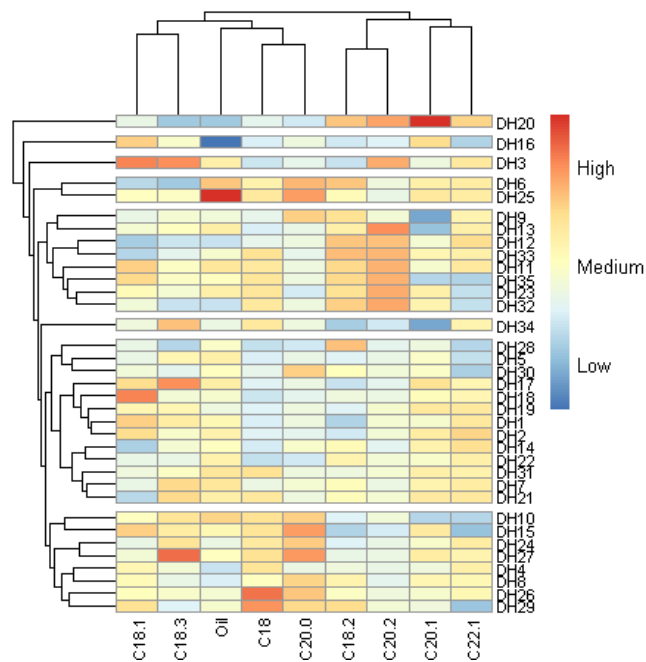 DH20
DH16
DH3
DH6
DH25
DH9
DH13
DH12
DH33
DH11
DH35
DH23
DH32
DH34
DH28
DH5
DH30
DH17
DH18
DH19
DH1
DH2
DH14
DH22
DH31
DH7
DH21
DH10
DH15
DH24
DH27
DH4
DH8
DH26
DH29
High
Medium
Low
C18.1
C18.3
Oil
C18
C20.0
C18.2
C20.2
C20.1
C22.1